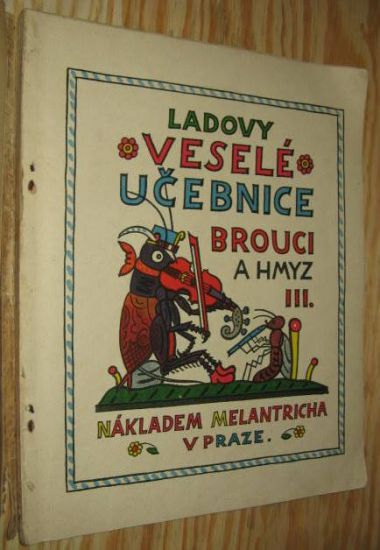 LADOVY
VESELÉ
UČEBNICE
BROUCI
A HMYZ
III.
NÁKLADEM MELANTRICHA
V PRAZE.